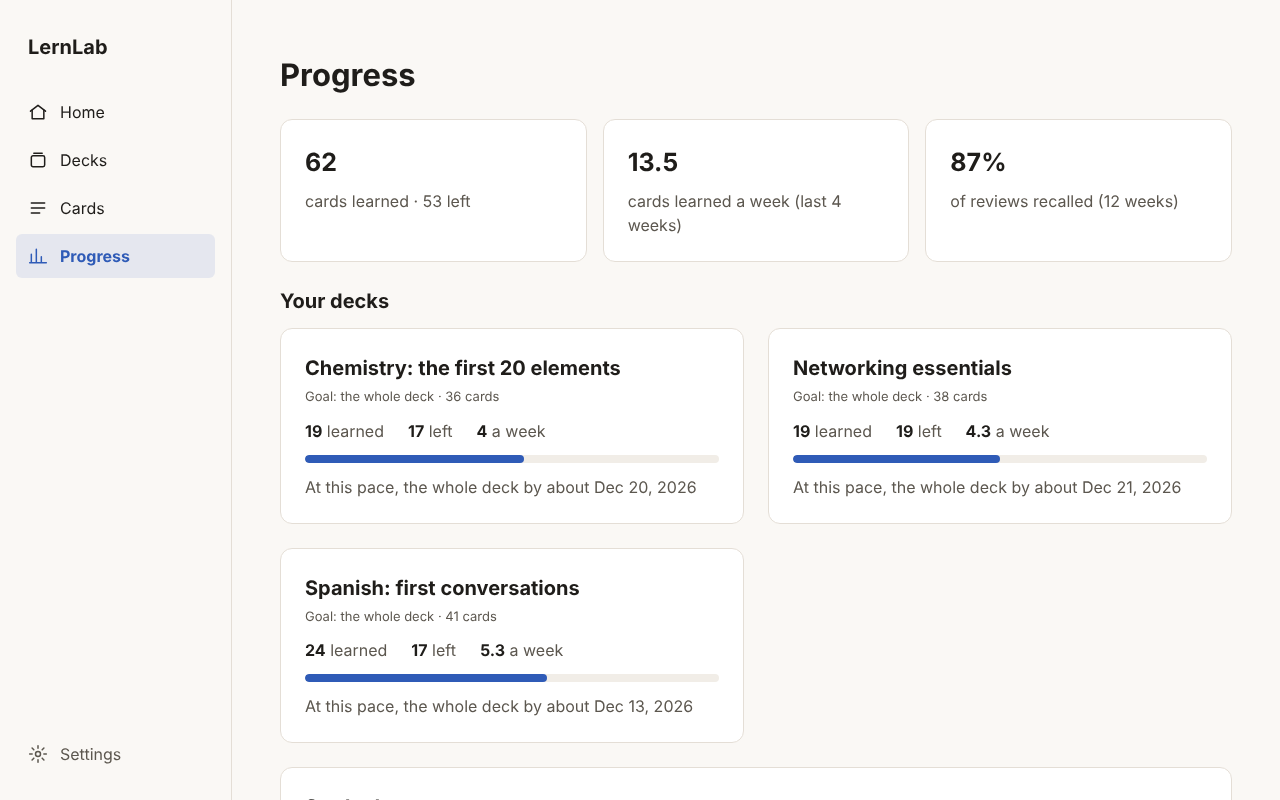 LernLab
Home
Decks
Cards
Progress
Settings
Progress
62
cards learned · 53 left
13.5
cards learned a week (last 4
weeks)
87%
of reviews recalled (12 weeks)
Your decks
Chemistry: the first 20 elements
Goal: the whole deck · 36 cards
19 learned 17 left 4 a week
At this pace, the whole deck by about Dec 20, 2026
Networking essentials
Goal: the whole deck · 38 cards
19 learned 19 left 4.3 a week
At this pace, the whole deck by about Dec 21, 2026
Spanish: first conversations
Goal: the whole deck · 41 cards
24 learned 17 left 5.3 a week
At this pace, the whole deck by about Dec 13, 2026